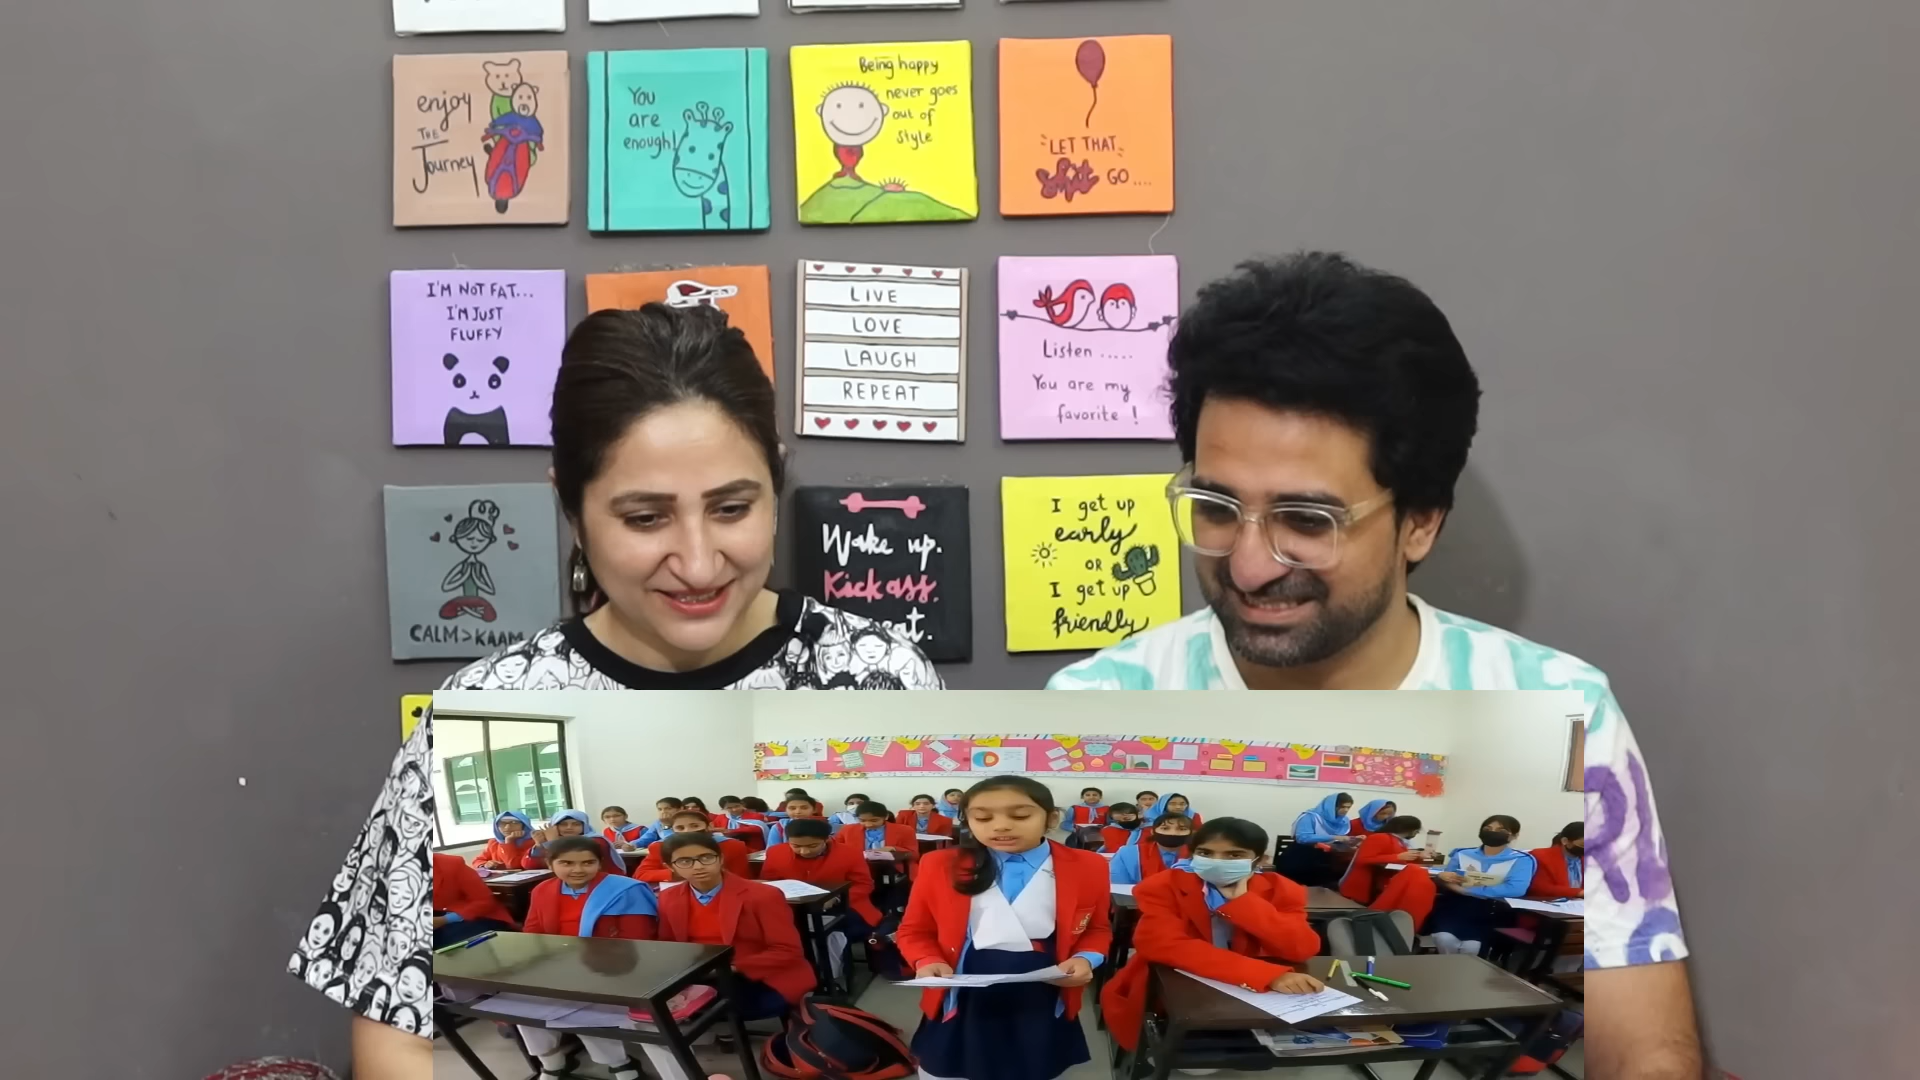 enjoy
THE
Journey
You
are
enough!
Being happy
never goes
out of
style
LET THAT
shit GO....
I'M NOT FAT...
I'M JUST
FLUFFY
LIVE
LOVE
LAUGH
REPEAT
Listen .....
You are my
favorite !
CALM>KAAM
Wake up.
Kick ass.
I get up
early
OR
I get up
friendly